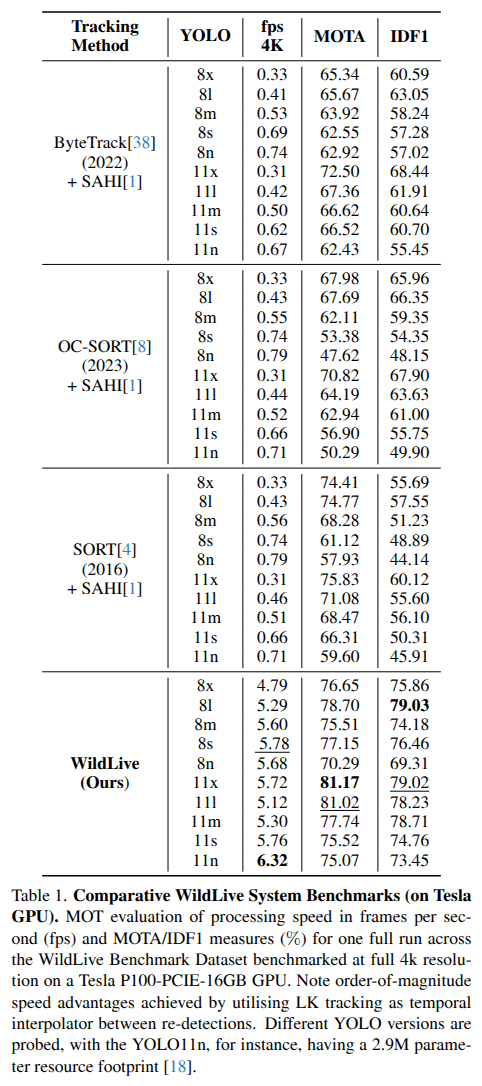 Tracking Method YOLO fps 4K MOTA IDF1
ByteTrack[38] (2022) + SAHI[1]
8x 0.33 65.34 60.59
8l 0.41 65.67 63.05
8m 0.53 63.92 58.24
8s 0.69 62.55 57.28
8n 0.74 62.92 57.02
11x 0.31 72.50 68.44
11l 0.42 67.36 61.91
11m 0.50 66.62 60.64
11s 0.62 66.52 60.70
11n 0.67 62.43 55.45
OC-SORT[8] (2023) + SAHI[1]
8x 0.33 67.98 65.96
8l 0.43 67.69 66.35
8m 0.55 62.11 59.35
8s 0.74 53.38 54.35
8n 0.79 47.62 48.15
11x 0.31 70.82 67.90
11l 0.44 64.19 63.63
11m 0.52 62.94 61.00
11s 0.66 56.90 55.75
11n 0.71 50.29 49.90
SORT[4] (2016) + SAHI[1]
8x 0.33 74.41 55.69
8l 0.43 74.77 57.55
8m 0.56 68.28 51.23
8s 0.74 61.12 48.89
8n 0.79 57.93 44.14
11x 0.31 75.83 60.12
11l 0.46 71.08 55.60
11m 0.51 68.47 56.10
11s 0.66 66.31 50.31
11n 0.71 59.60 45.91
WildLive (Ours)
8x 4.79 76.65 75.86
8l 5.29 78.70 79.03
8m 5.60 75.51 74.18
8s 5.78 77.15 76.46
8n 5.68 70.29 69.31
11x 5.72 81.17 79.02
11l 5.12 81.02 78.23
11m 5.30 77.74 78.71
11s 5.76 75.52 74.76
11n 6.32 75.07 73.45
Table 1. Comparative WildLive System Benchmarks (on Tesla
GPU). MOT evaluation of processing speed in frames per sec-
ond (fps) and MOTA/IDF1 measures (%) for one full run across
the WildLive Benchmark Dataset benchmarked at full 4k resolu-
tion on a Tesla P100-PCIE-16GB GPU. Note order-of-magnitude
speed advantages achieved by utilising LK tracking as temporal
interpolator between re-detections. Different YOLO versions are
probed, with the YOLO11n, for instance, having a 2.9M parame-
ter resource footprint [18].